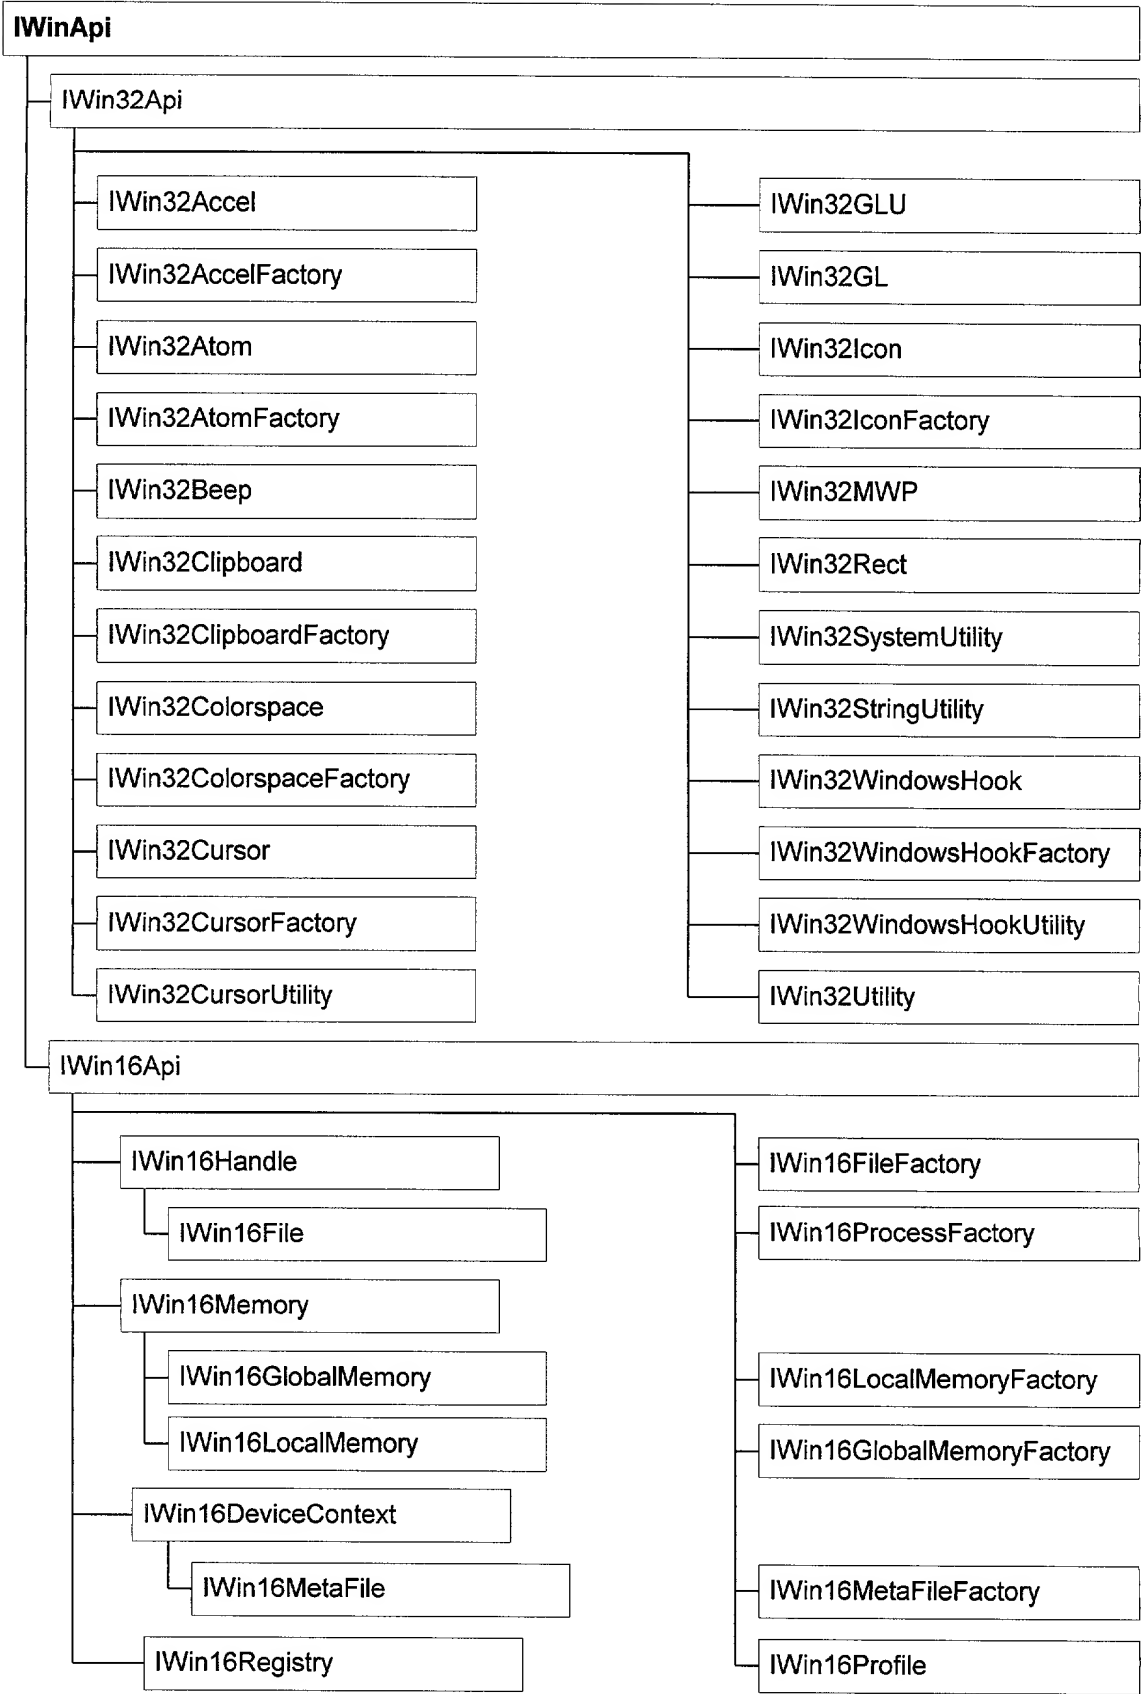 IWinApi
IWin32Api
IWin32Accel
IWin32AccelFactory
IWin32Atom
IWin32AtomFactory
IWin32Beep
IWin32Clipboard
IWin32ClipboardFactory
IWin32Colorspace
IWin32ColorspaceFactory
IWin32Cursor
IWin32CursorFactory
IWin32CursorUtility
IWin32GLU
IWin32GL
IWin32Icon
IWin32IconFactory
IWin32MWP
IWin32Rect
IWin32SystemUtility
IWin32StringUtility
IWin32WindowsHook
IWin32WindowsHookFactory
IWin32WindowsHookUtility
IWin32Utility
IWin16Api
IWin16Handle
IWin16File
IWin16Memory
IWin16GlobalMemory
IWin16LocalMemory
IWin16DeviceContext
IWin16MetaFile
IWin16Registry
IWin16FileFactory
IWin16ProcessFactory
IWin16LocalMemoryFactory
IWin16GlobalMemoryFactory
IWin16MetaFileFactory
IWin16Profile